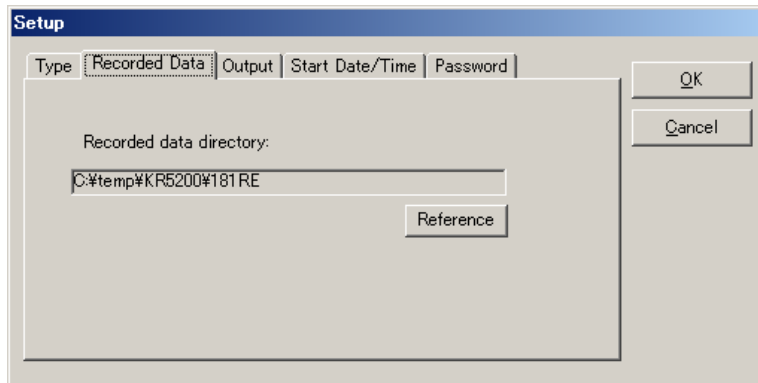 Setup
Type Recorded Data Output Start Date/Time Password
OK
Cancel
Recorded data directory:
C:¥temp¥KR5200¥181RE
Reference